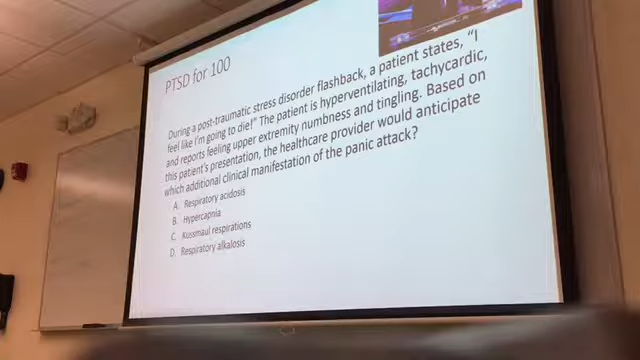 PTSD for 100
During a post-traumatic stress disorder flashback, a patient states, "I
feel like I'm going to die!" The patient is hyperventilating, tachycardic,
and reports feeling upper extremity numbness and tingling. Based on
this patient's presentation, the healthcare provider would anticipate
which additional clinical manifestation of the panic attack?
A. Respiratory acidosis
B. Hypercapnia
C. Kussmaul respirations
D. Respiratory alkalosis